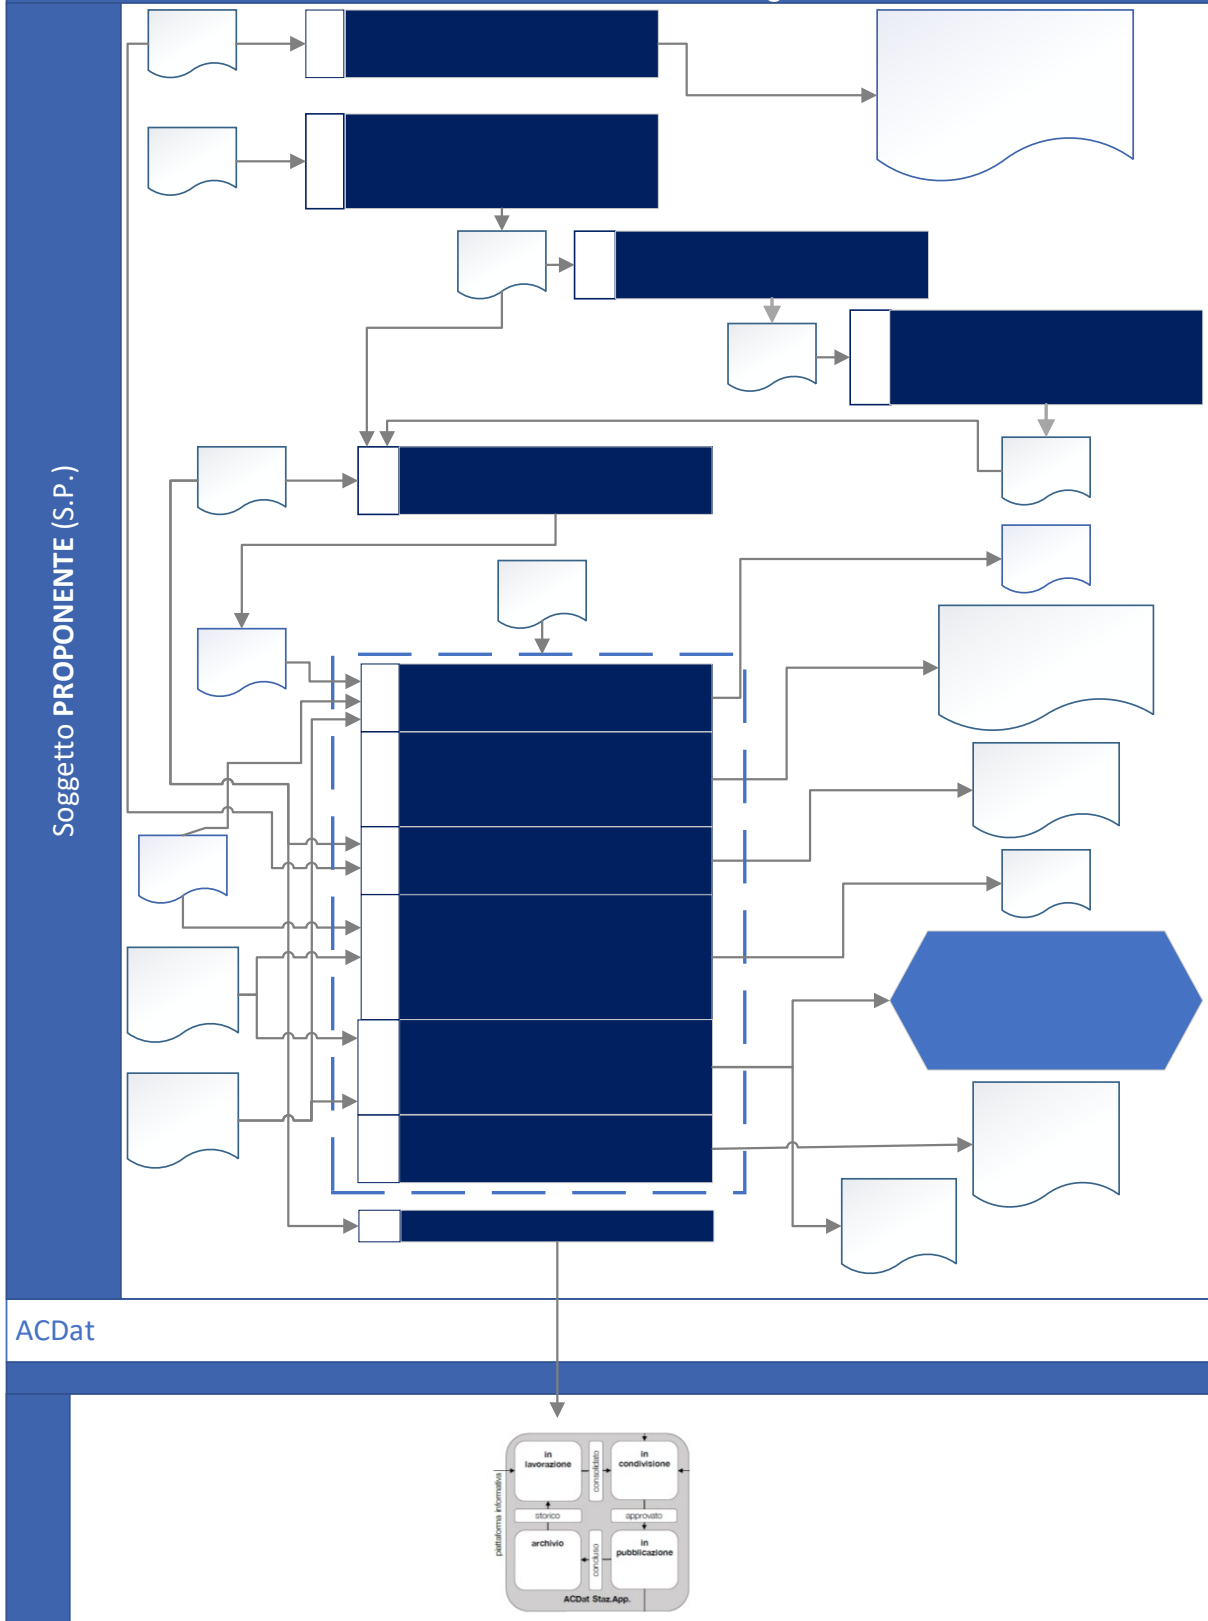 Soggetto PROPONENTE (S.P.)
ACDat
in
lavorazione
consolidato
in
condivisione
piattaforma informativa
storico
approvato
archivio
concluso
in
pubblicazione
ACDat Staz.App.